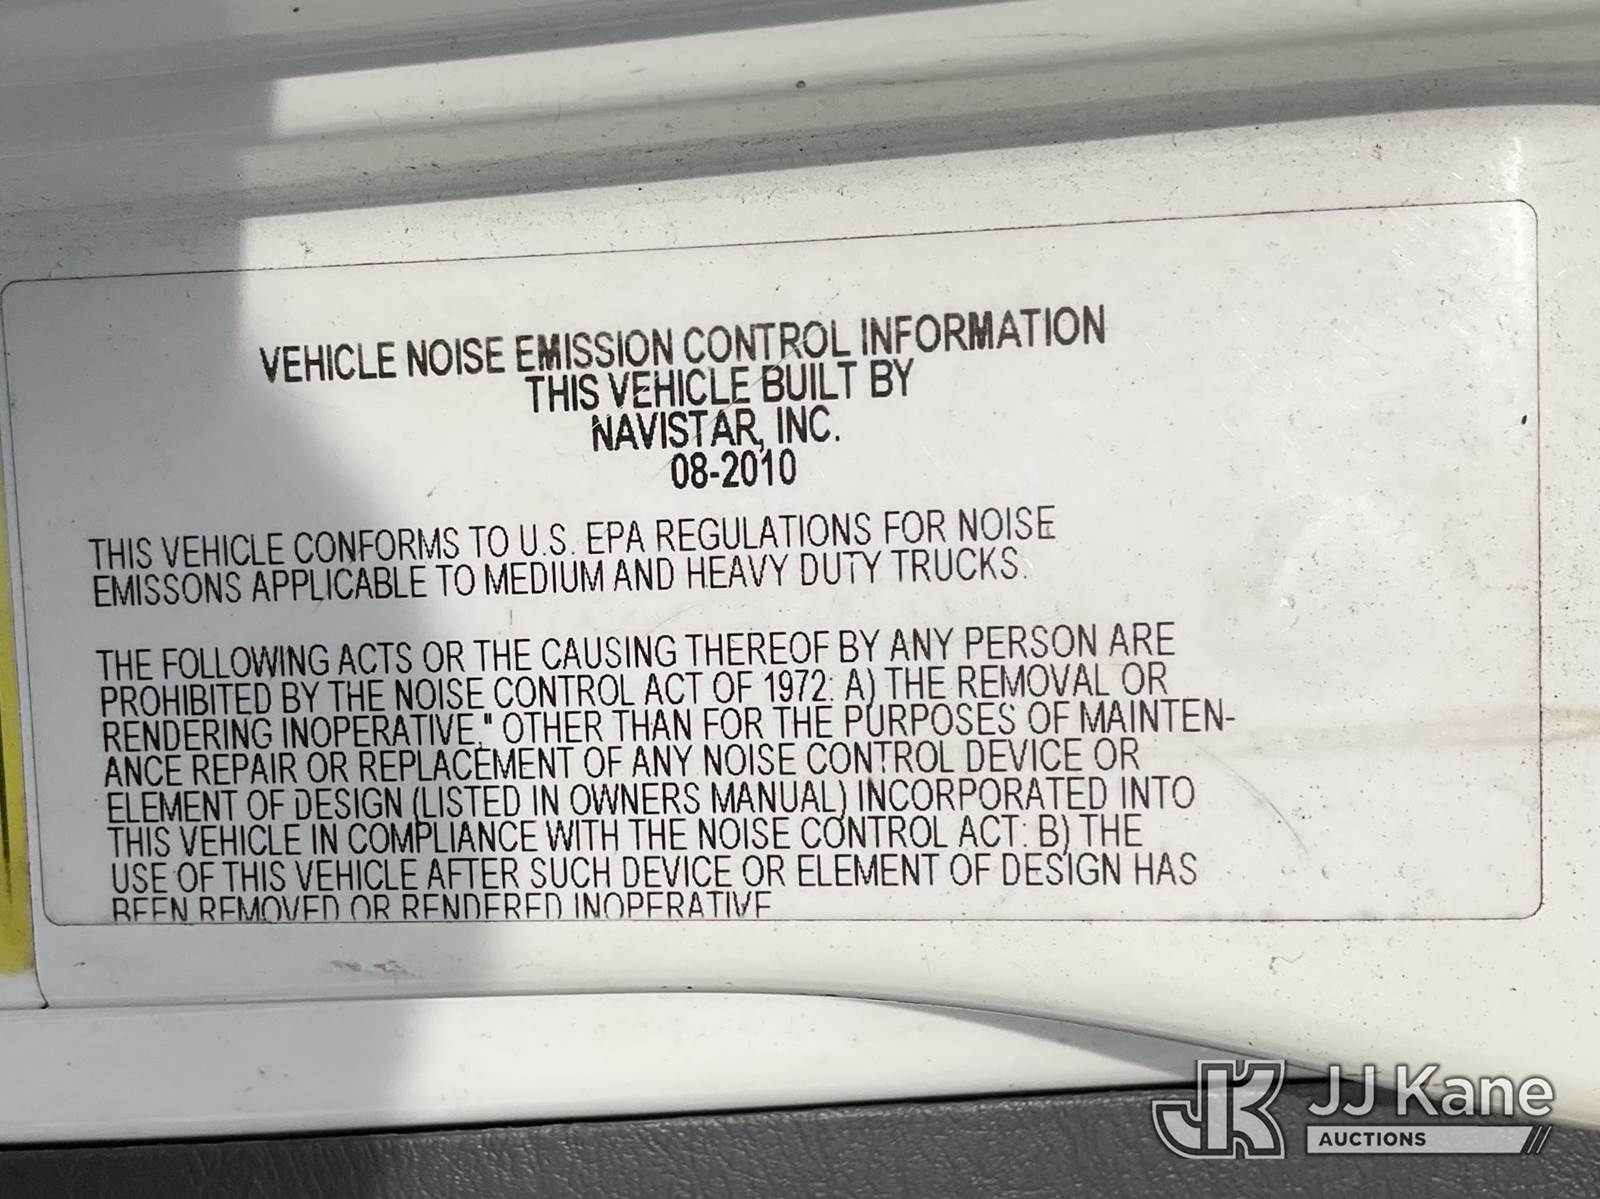 VEHICLE NOISE EMISSION CONTROL INFORMATION
THIS VEHICLE BUILT BY
NAVISTAR, INC.
08-2010
THIS VEHICLE CONFORMS TO U.S. EPA REGULATIONS FOR NOISE
EMISSONS APPLICABLE TO MEDIUM AND HEAVY DUTY TRUCKS.
THE FOLLOWING ACTS OR THE CAUSING THEREOF BY ANY PERSON ARE
PROHIBITED BY THE NOISE CONTROL ACT OF 1972: A) THE REMOVAL OR
RENDERING INOPERATIVE," OTHER THAN FOR THE PURPOSES OF MAINTEN-
ANCE REPAIR OR REPLACEMENT OF ANY NOISE CONTROL DEVICE OR
ELEMENT OF DESIGN (LISTED IN OWNERS MANUAL) INCORPORATED INTO
THIS VEHICLE IN COMPLIANCE WITH THE NOISE CONTROL ACT: B) THE
USE OF THIS VEHICLE AFTER SUCH DEVICE OR ELEMENT OF DESIGN HAS
BEEN REMOVED OR RENDERED INOPERATIVE
JK JJ Kane
AUCTIONS